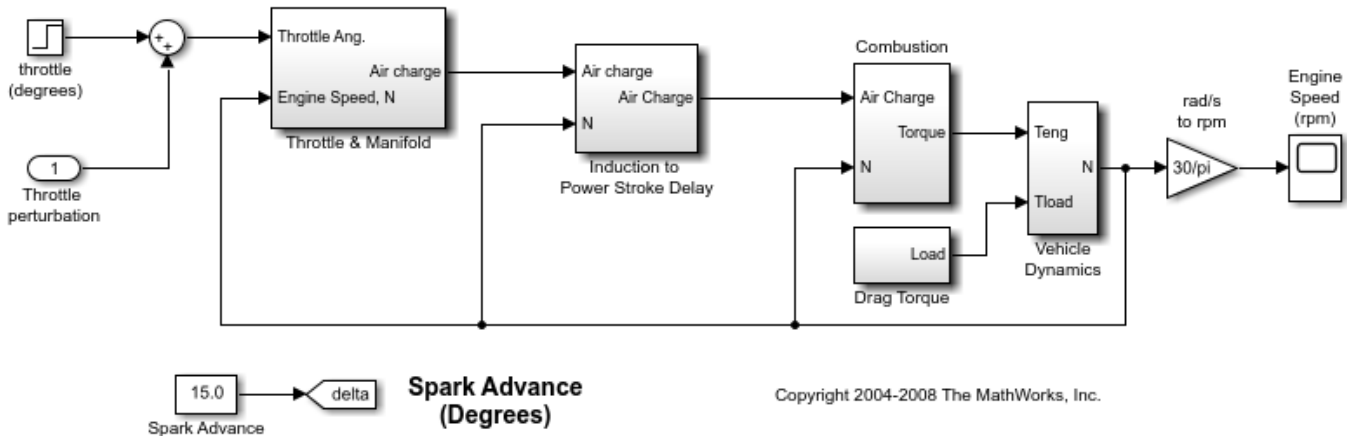 throttle
(degrees)
+
+
1
Throttle
perturbation
Throttle Ang.
Air charge
Engine Speed, N
Throttle & Manifold
Air charge
Air Charge
N
Induction to
Power Stroke Delay
Combustion
Air Charge
Torque
N
Load
Drag Torque
Teng
N
Tload
Vehicle
Dynamics
rad/s
to rpm
30/pi
Engine
Speed
(rpm)
15.0
Spark Advance
delta
Spark Advance
(Degrees)
Copyright 2004-2008 The MathWorks, Inc.